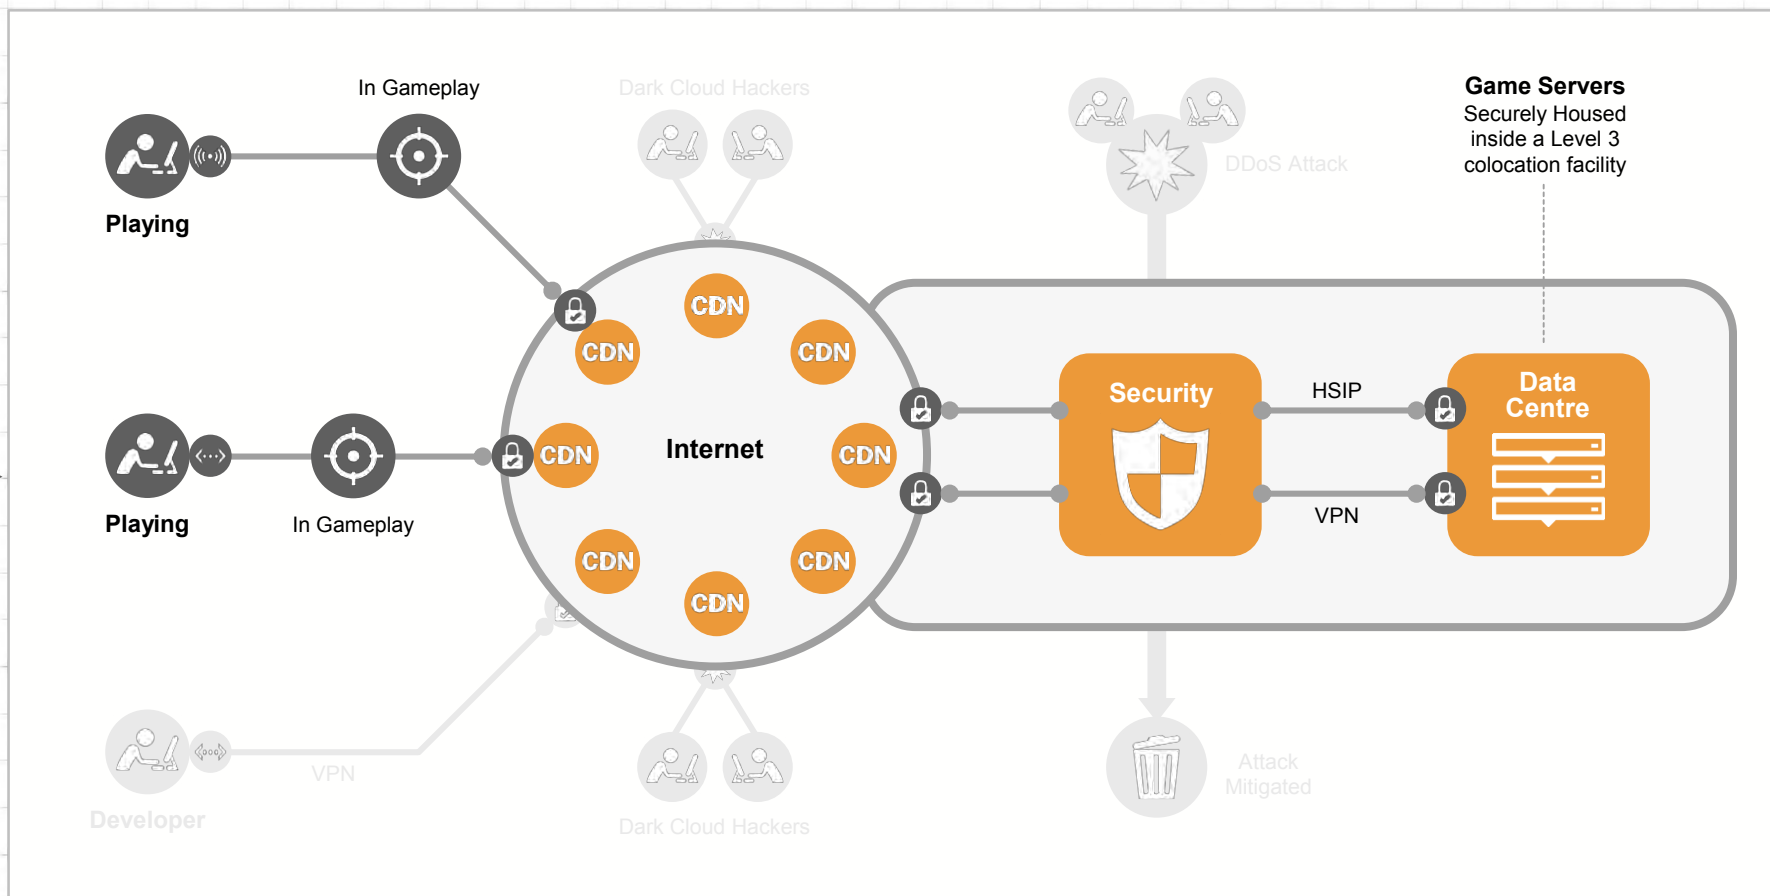 In Gameplay
Playing
Dark Cloud Hackers
DDoS Attack
Game Servers
Securely Housed
inside a Level 3
colocation facility
CDN
CDN
CDN
CDN
CDN
CDN
CDN
CDN
Internet
Security
HSIP
VPN
Data
Centre
Playing
In Gameplay
VPN
Developer
Dark Cloud Hackers
Attack
Mitigated